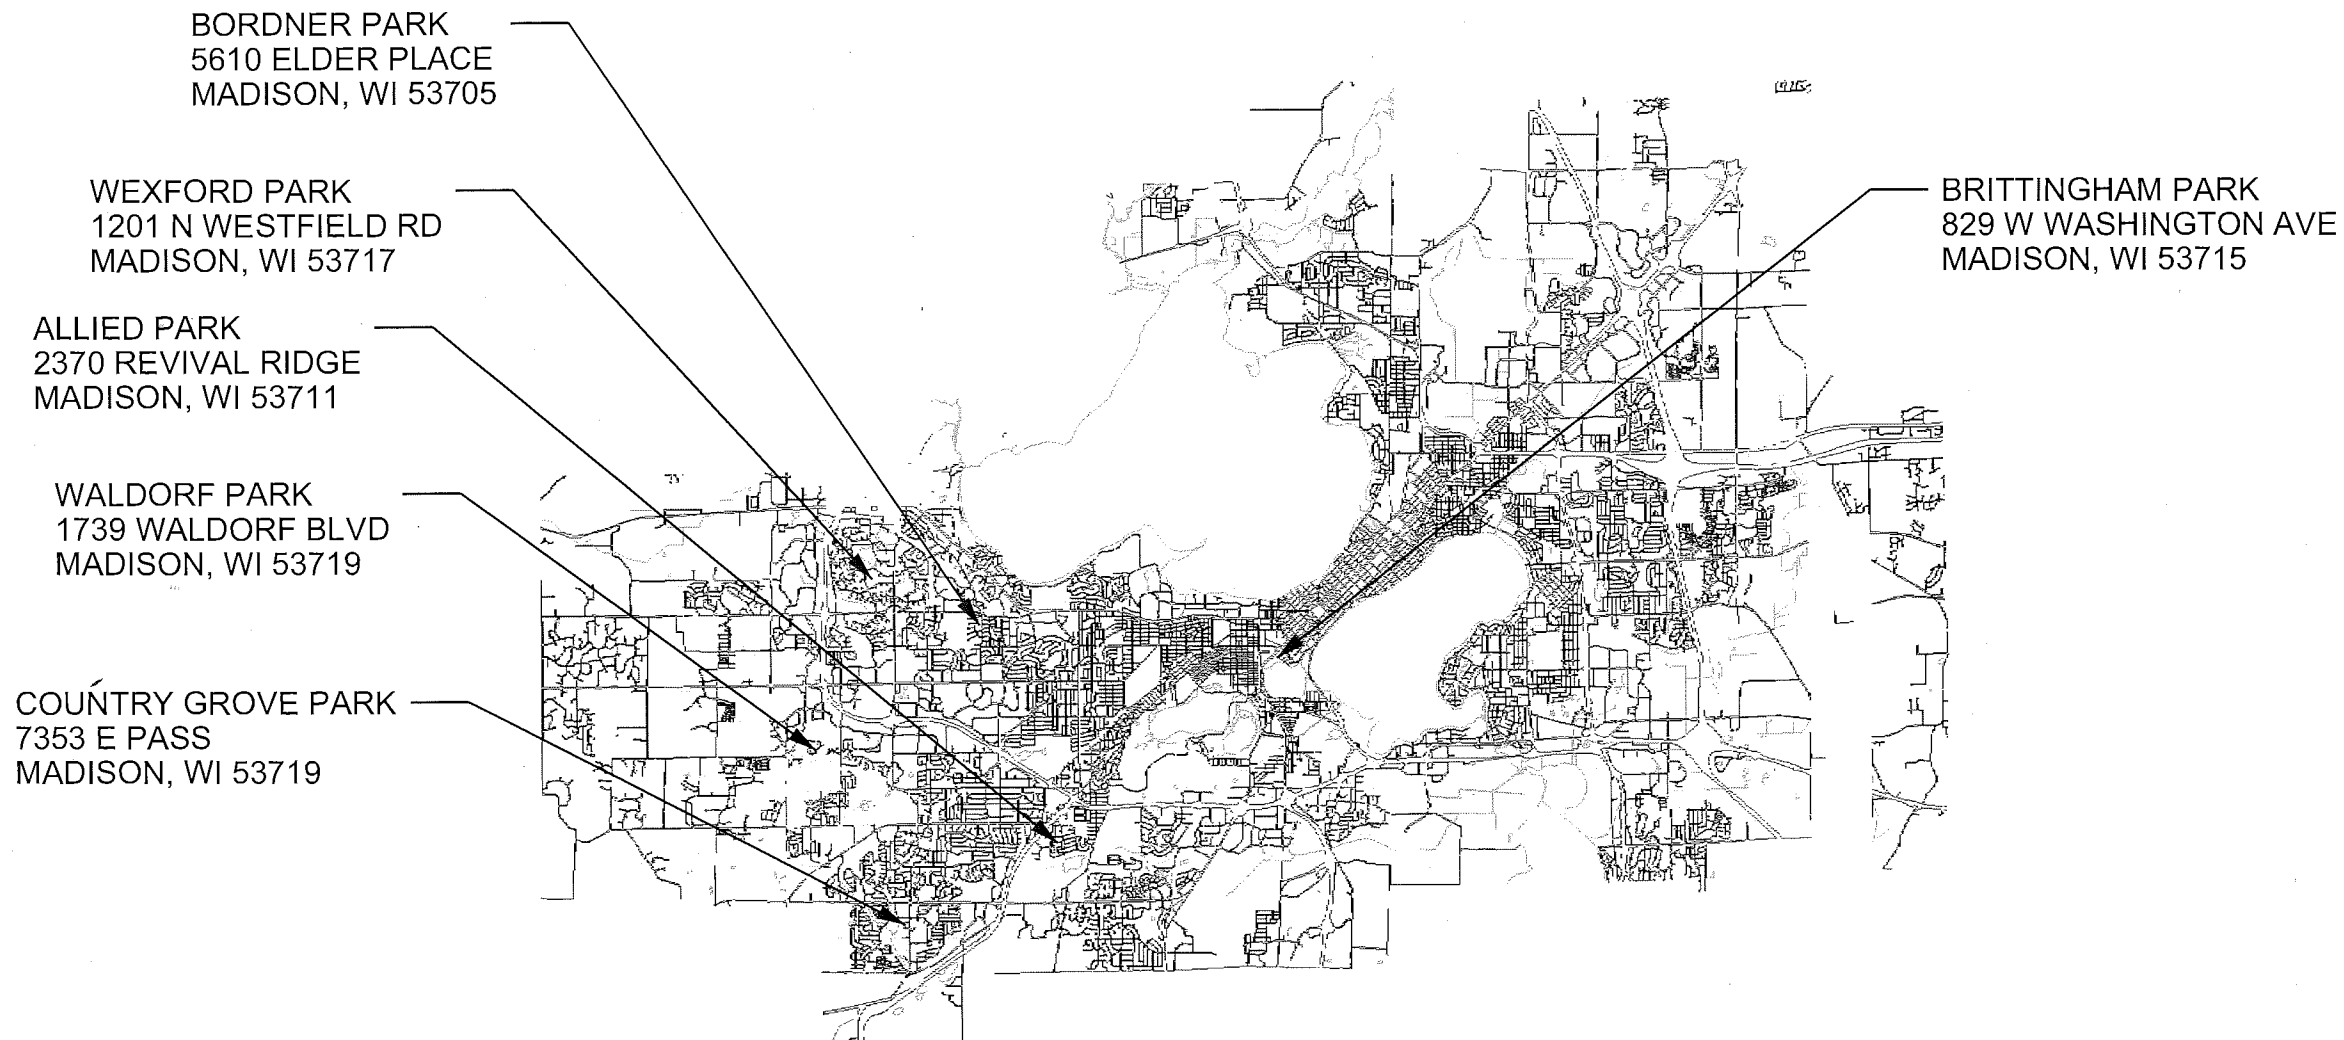 BORDNER PARK
5610 ELDER PLACE
MADISON, WI 53705
WEXFORD PARK
1201 N WESTFIELD RD
MADISON, WI 53717
ALLIED PARK
2370 REVIVAL RIDGE
MADISON, WI 53711
WALDORF PARK
1739 WALDORF BLVD
MADISON, WI 53719
COUNTRY GROVE PARK
7353 E PASS
MADISON, WI 53719
BRITTINGHAM PARK
829 W WASHINGTON AVE
MADISON, WI 53715